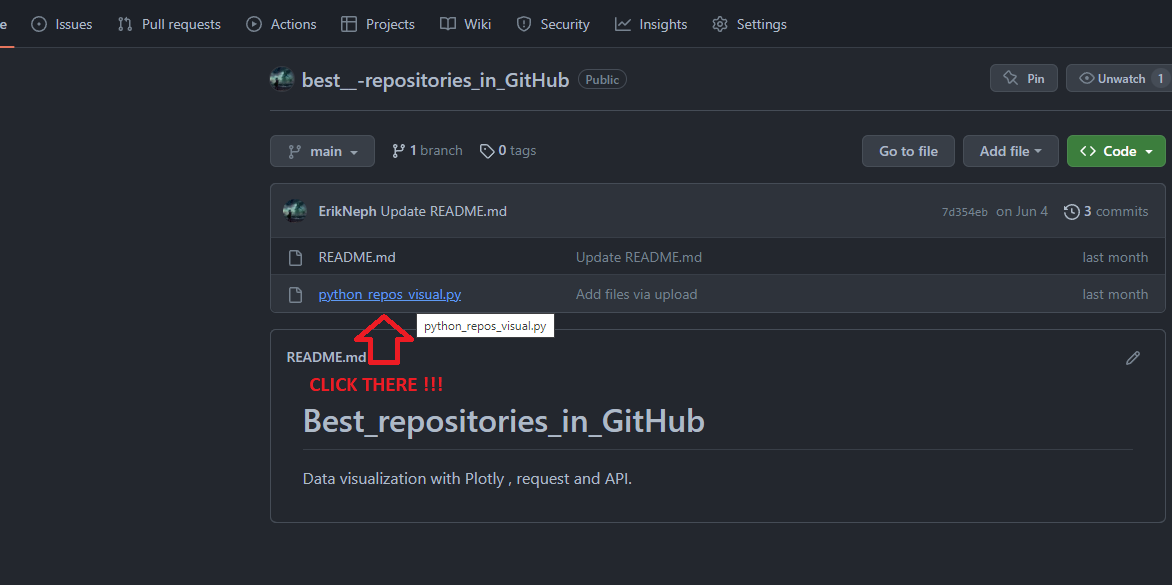 e Issues Pull requests Actions Projects Wiki Security Insights Settings
best__-repositories_in_GitHub Public Pin Unwatch 1
main 1 branch 0 tags Go to file Add file Code
ErikNeph Update README.md 7d354eb on Jun 4 3 commits
README.md Update README.md last month
python_repos_visual.py Add files via upload last month
python_repos_visual.py
README.md
CLICK THERE !!!
Best_repositories_in_GitHub
Data visualization with Plotly , request and API.